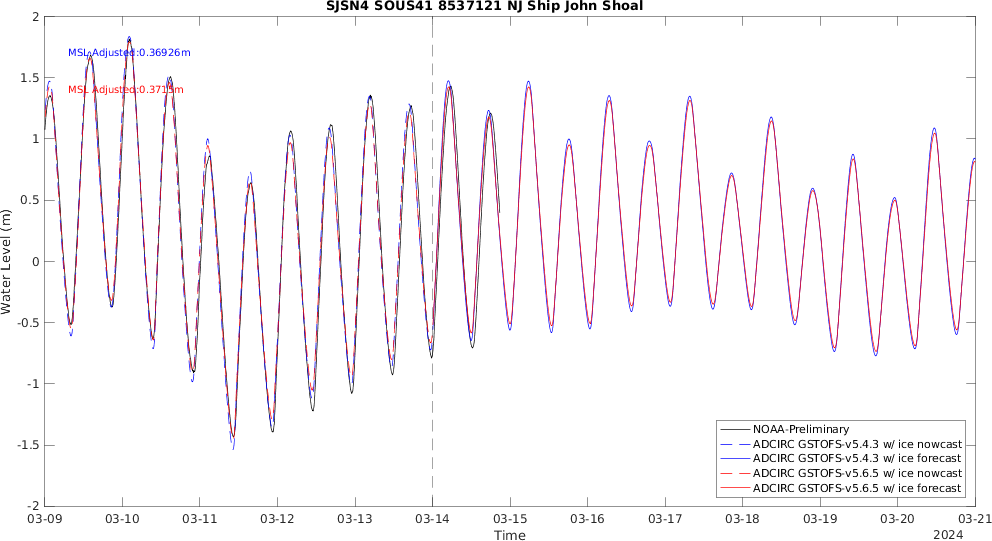 SJSN4 SOUS41 8537121 NJ Ship John Shoal
MSL Adjusted:0.36926m
MSL Adjusted:0.3713m
Water Level (m)
2
1.5
1
0.5
0
-0.5
-1
-1.5
-2
NOAA-Preliminary
ADCIRC GSTOFS-v5.4.3 w/ ice nowcast
ADCIRC GSTOFS-v5.4.3 w/ ice forecast
ADCIRC GSTOFS-v5.6.5 w/ ice nowcast
ADCIRC GSTOFS-v5.6.5 w/ ice forecast
03-09 03-10 03-11 03-12 03-13 03-14 03-15 03-16 03-17 03-18 03-19 03-20 03-21
Time
2024